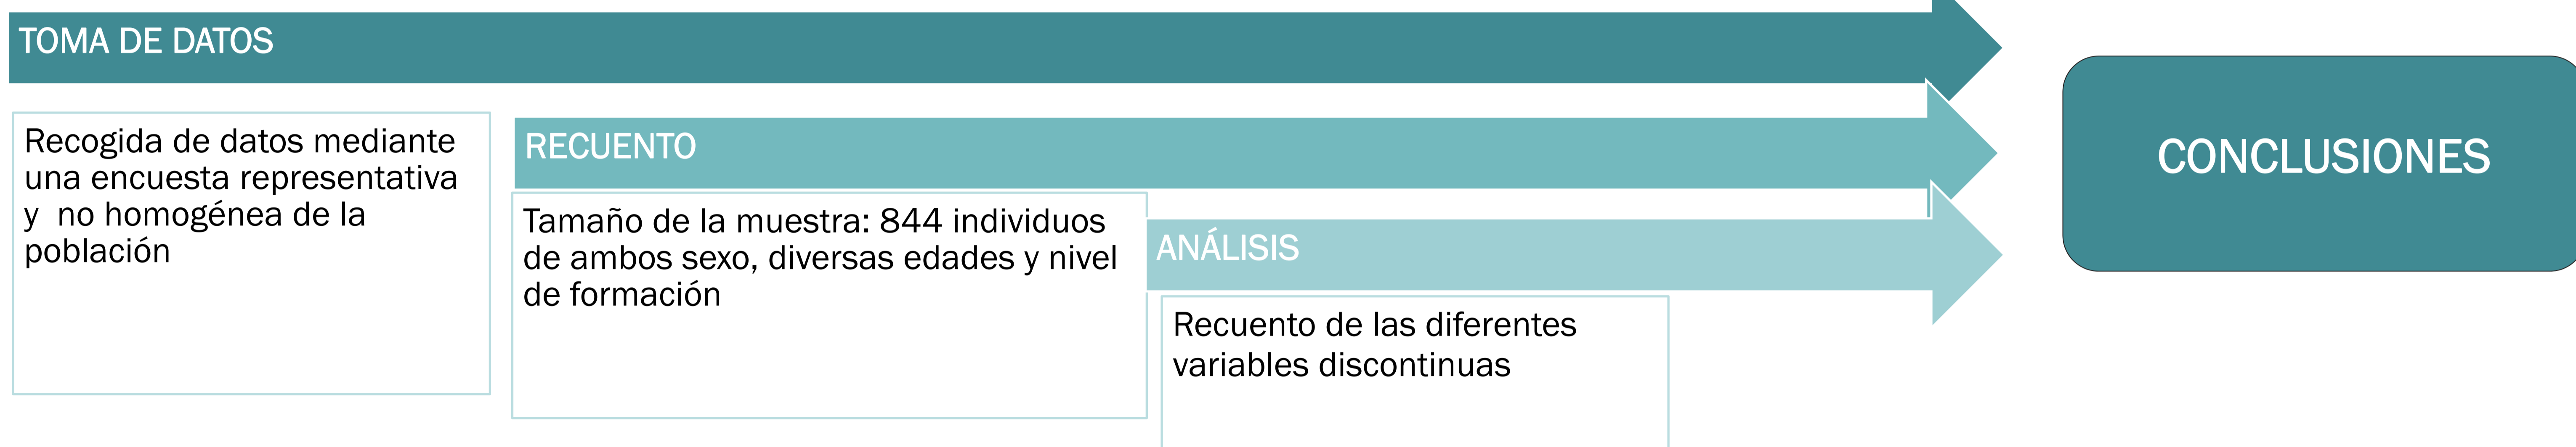 TOMA DE DATOS
Recogida de datos mediante
una encuesta representativa
y  no homogénea de la
población
RECUENTO
Tamaño de la muestra: 844 individuos
de ambos sexo, diversas edades y nivel
de formación
ANÁLISIS
Recuento de las diferentes
variables discontinuas
CONCLUSIONES